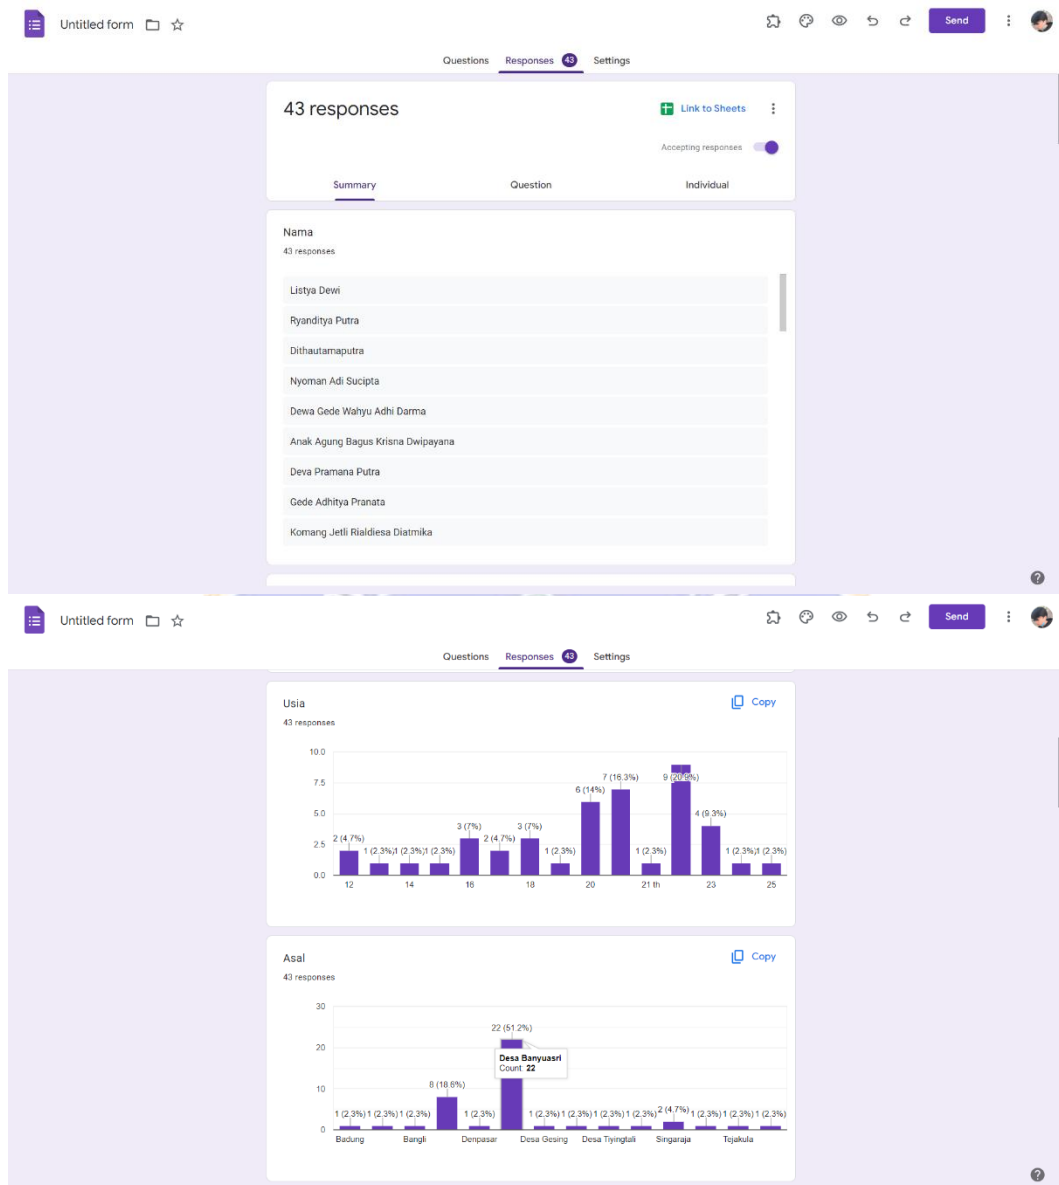 Untitled form
Send
Questions Responses 43 Settings
43 responses
Link to Sheets
Accepting responses
Summary Question Individual
Nama
43 responses
Listya Dewi
Ryanditya Putra
Dithautamaputra
Nyoman Adi Sucipta
Dewa Gede Wahyu Adhi Darma
Anak Agung Bagus Krisna Dwipayana
Deva Pramana Putra
Gede Adhitya Pranata
Komang Jetli Rialdiesa Diatmika
Untitled form
Send
Questions Responses 43 Settings
Usia
Copy
43 responses
10.0
7 (16.3%) 9 (20.9%)
7.5
6 (14%)
5.0
4 (9.3%)
3 (7%) 3 (7%)
2 (4.7%) 2 (4.7%)
2.5
1 (2.3%) 1 (2.3%) 1 (2.3%) 1 (2.3%) 1 (2.3%) 1 (2.3%) 1 (2.3%)
0.0
12 14 16 18 20 21 th 23 25
Asal
Copy
43 responses
30
22 (51.2%)
20
Desa Banyuasri
Count 22
8 (18.6%)
10
1 (2.3%) 1 (2.3%) 1 (2.3%) 1 (2.3%) 1 (2.3%) 1 (2.3%) 1 (2.3%) 1 (2.3%) 2 (4.7%) 1 (2.3%) 1 (2.3%) 1 (2.3%)
0
Badung Bangli Denpasar Desa Gesing Desa Tiyingtali Singaraja Tejakula